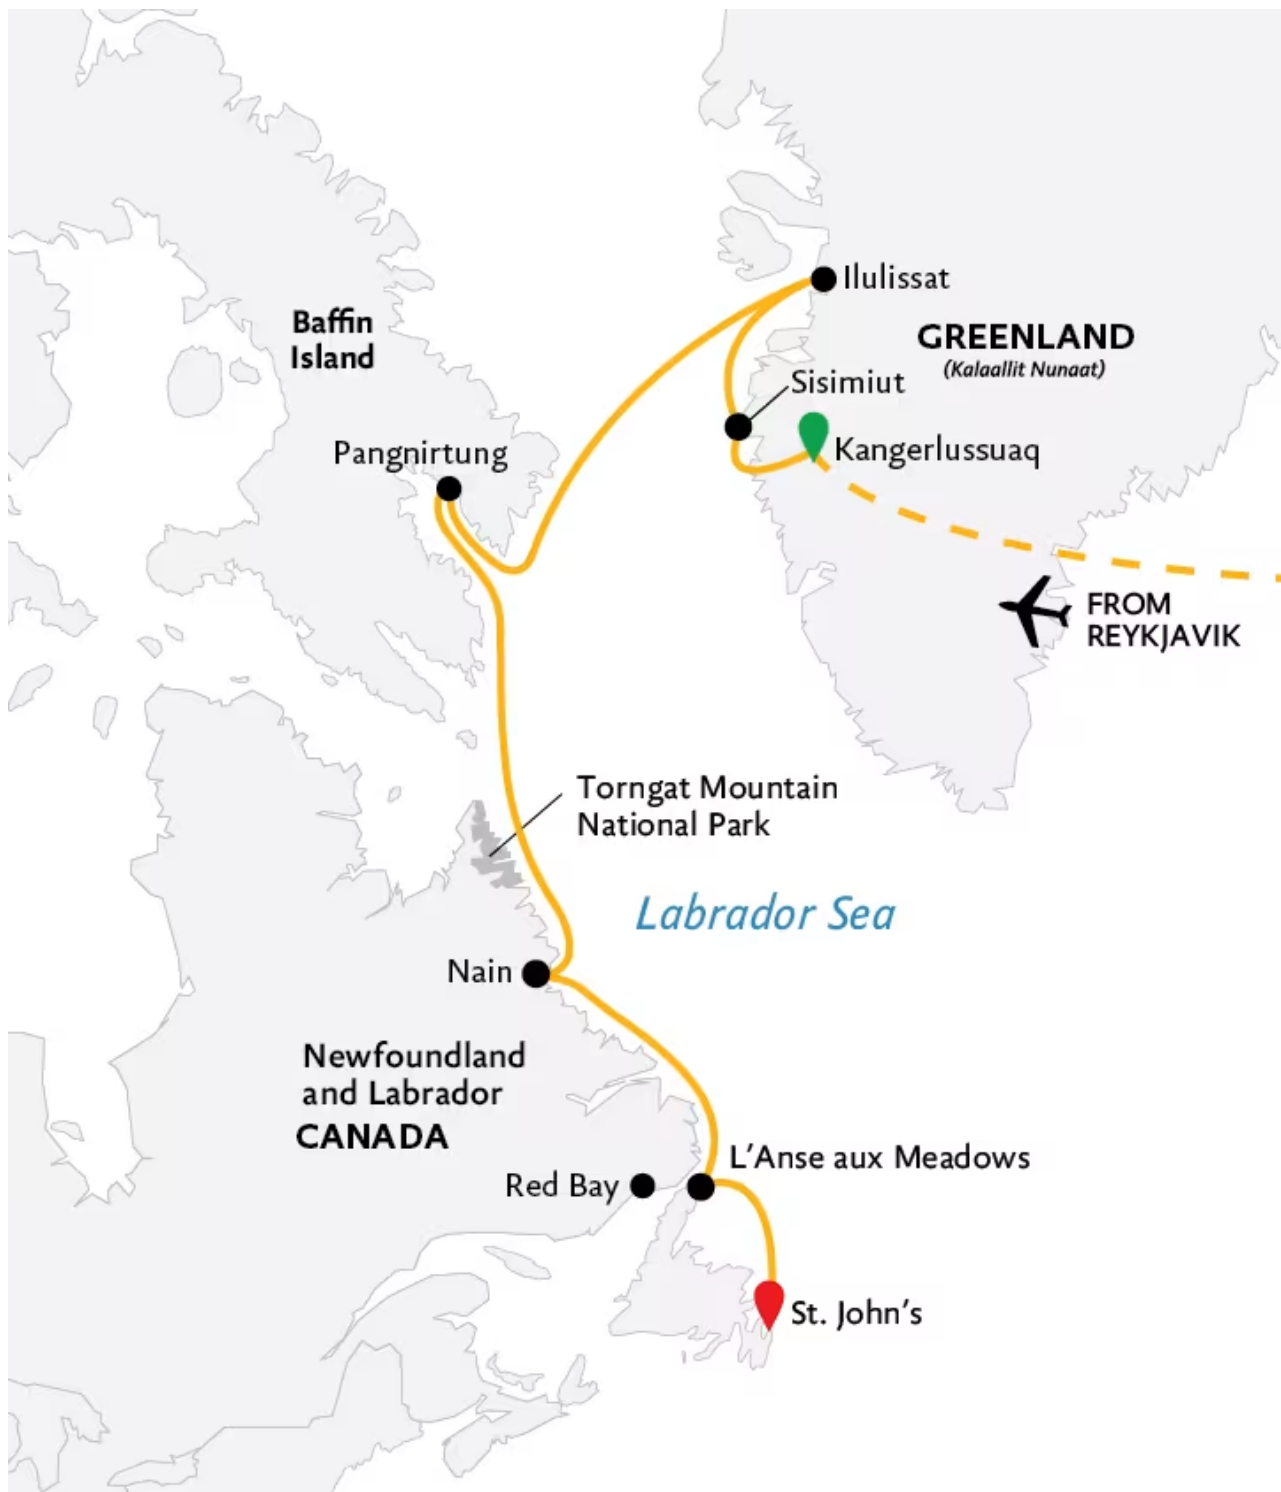 Ilulissat
Baffin
Island
GREENLAND
(Kalaallit Nunaat)
Sisimiut
Pangnirtung
Kangerlussuaq
FROM
REYKJAVIK
Torngat Mountain
National Park
Labrador Sea
Nain
Newfoundland
and Labrador
CANADA
L’Anse aux Meadows
Red Bay
St. John’s